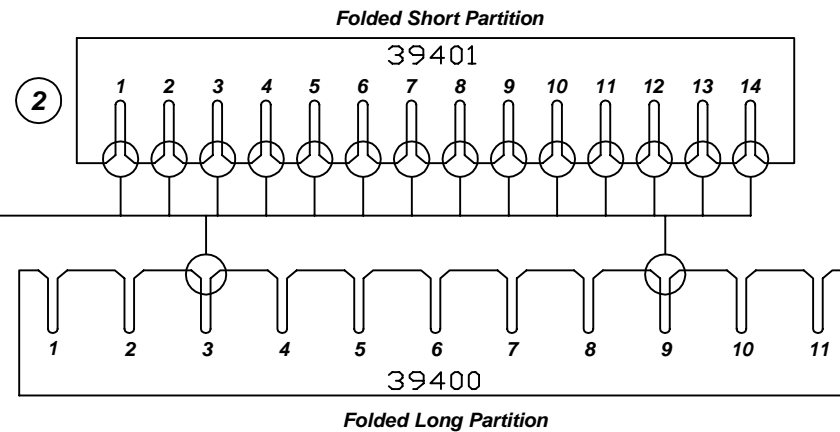 Folded Short Partition
39401
2
1 2 3 4 5 6 7 8 9 10 11 12 13 14
1 2 3 4 5 6 7 8 9 10 11
39400
Folded Long Partition